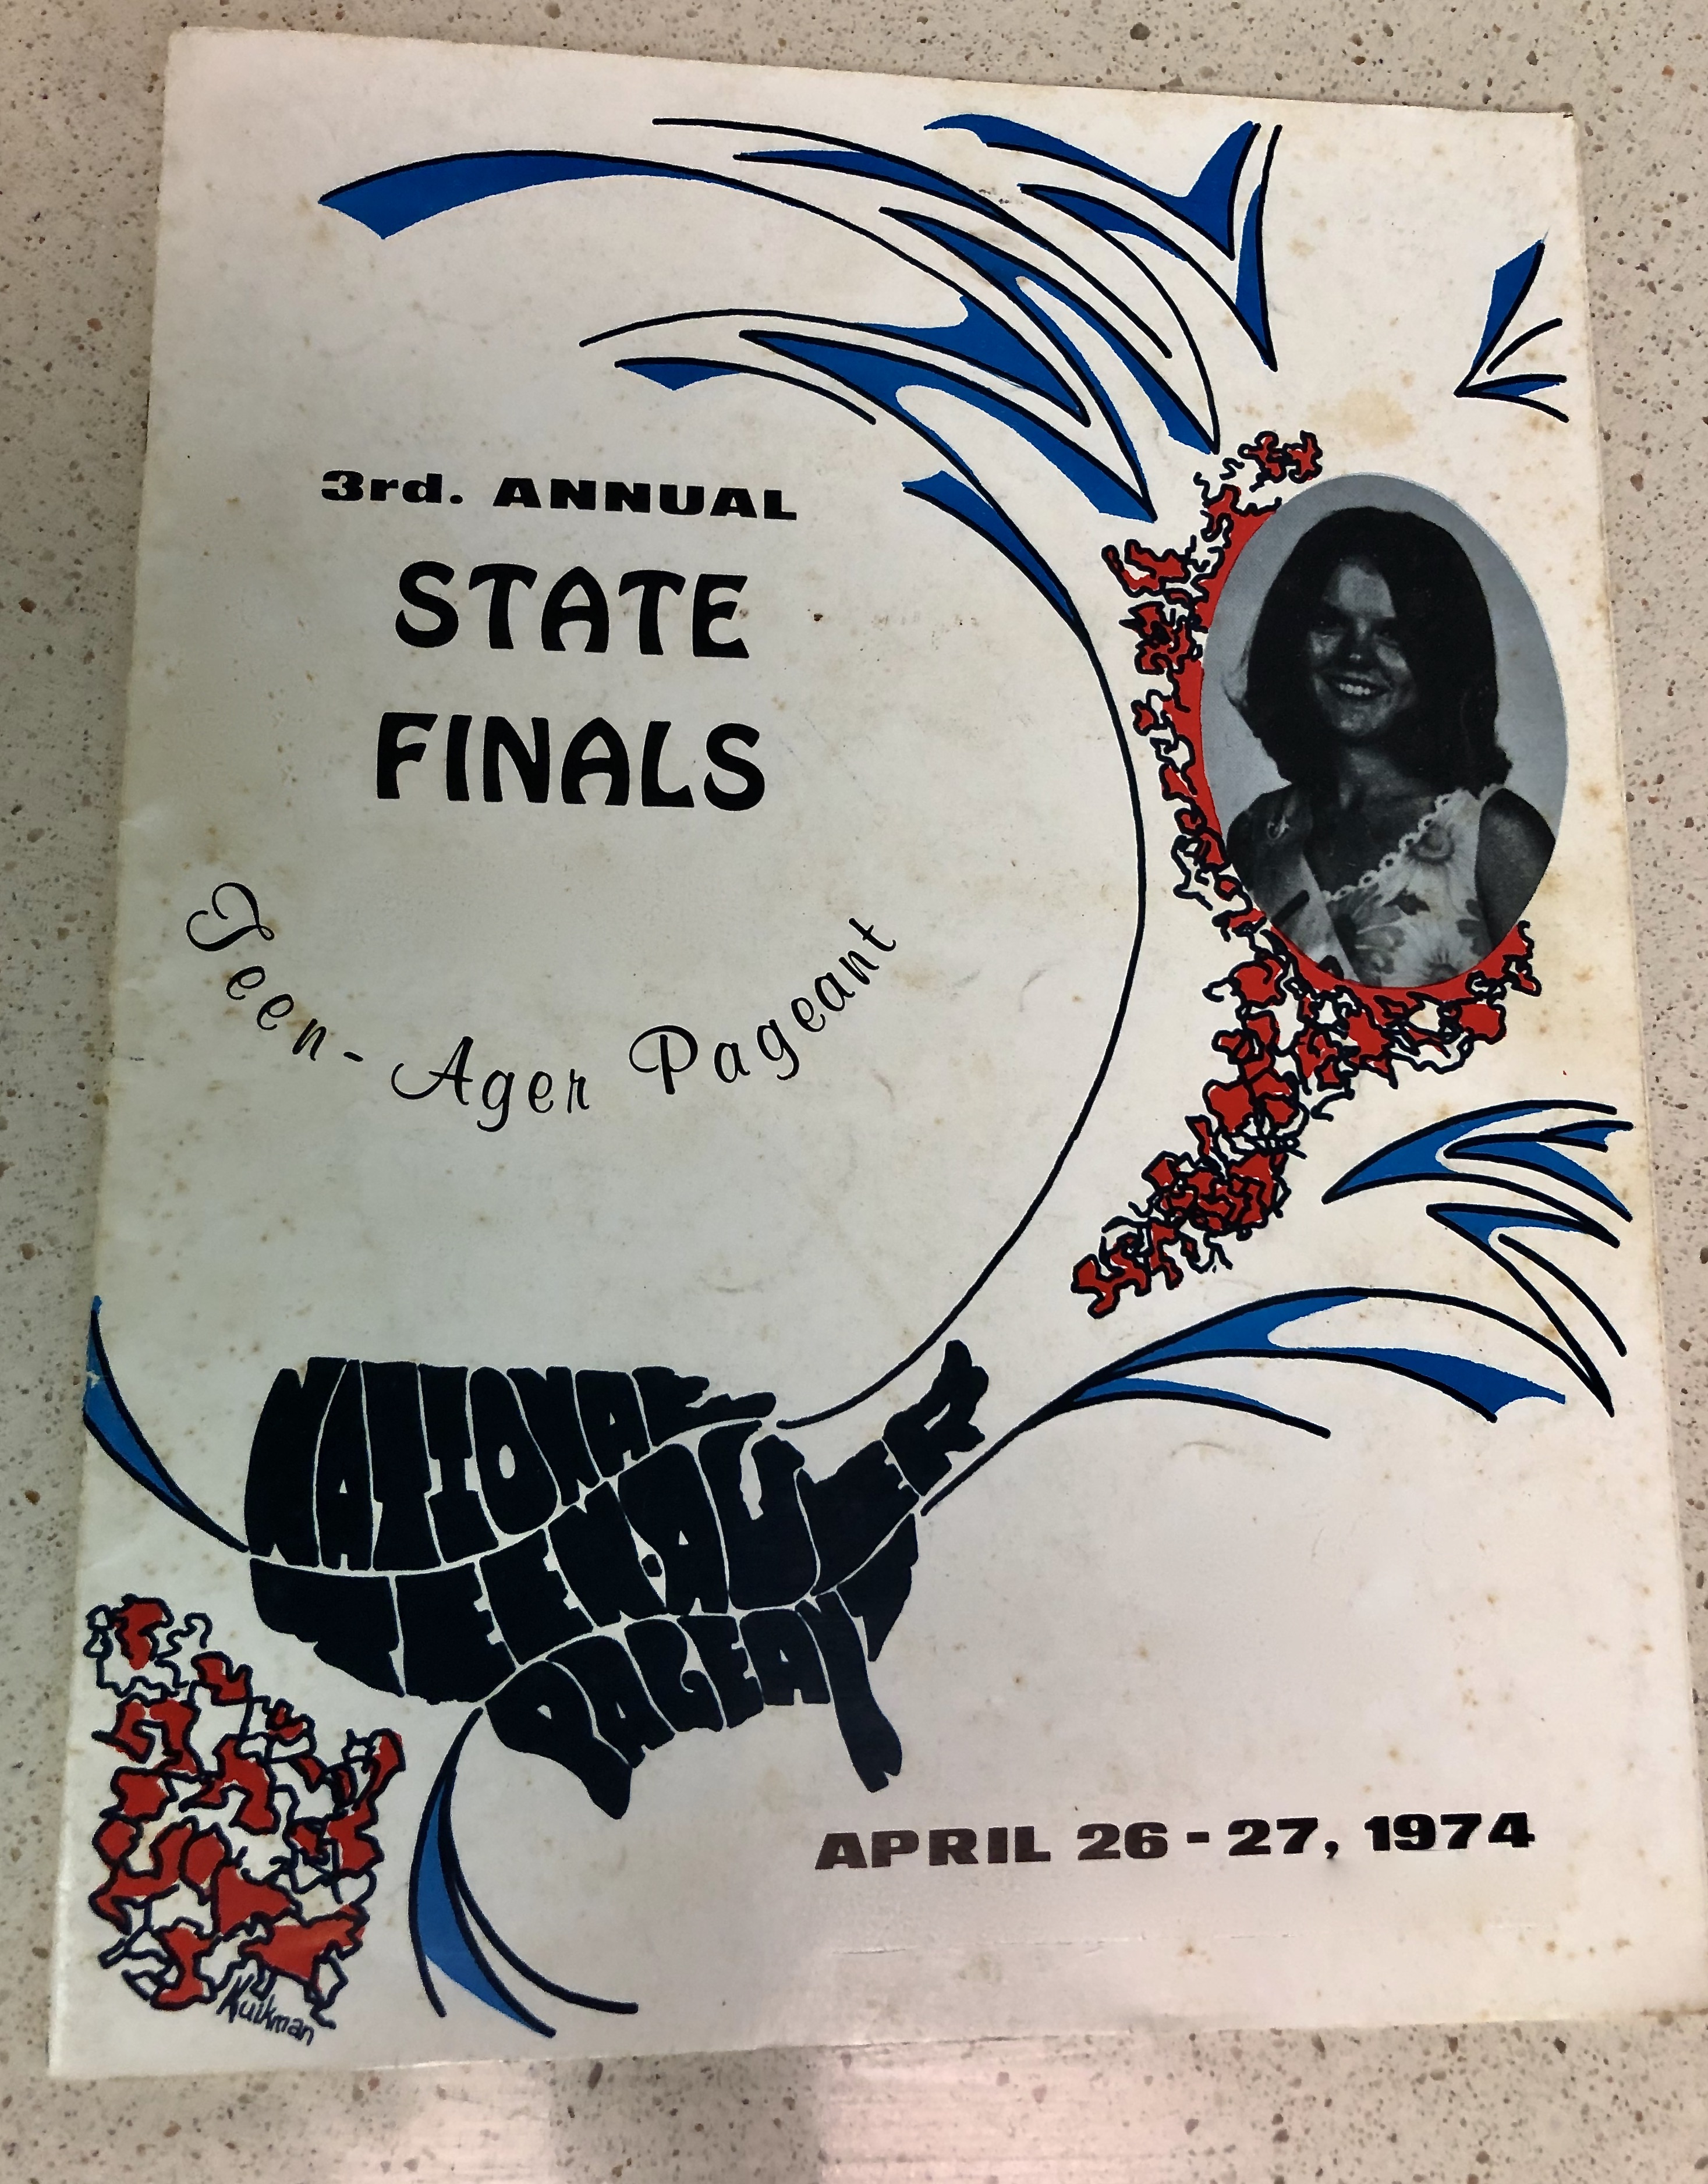 3rd. ANNUAL
STATE
FINALS
Teen-Ager Pageant
NATIONAL
TEEN-AGER
PAGEANT
APRIL 26-27, 1974
Kuikman